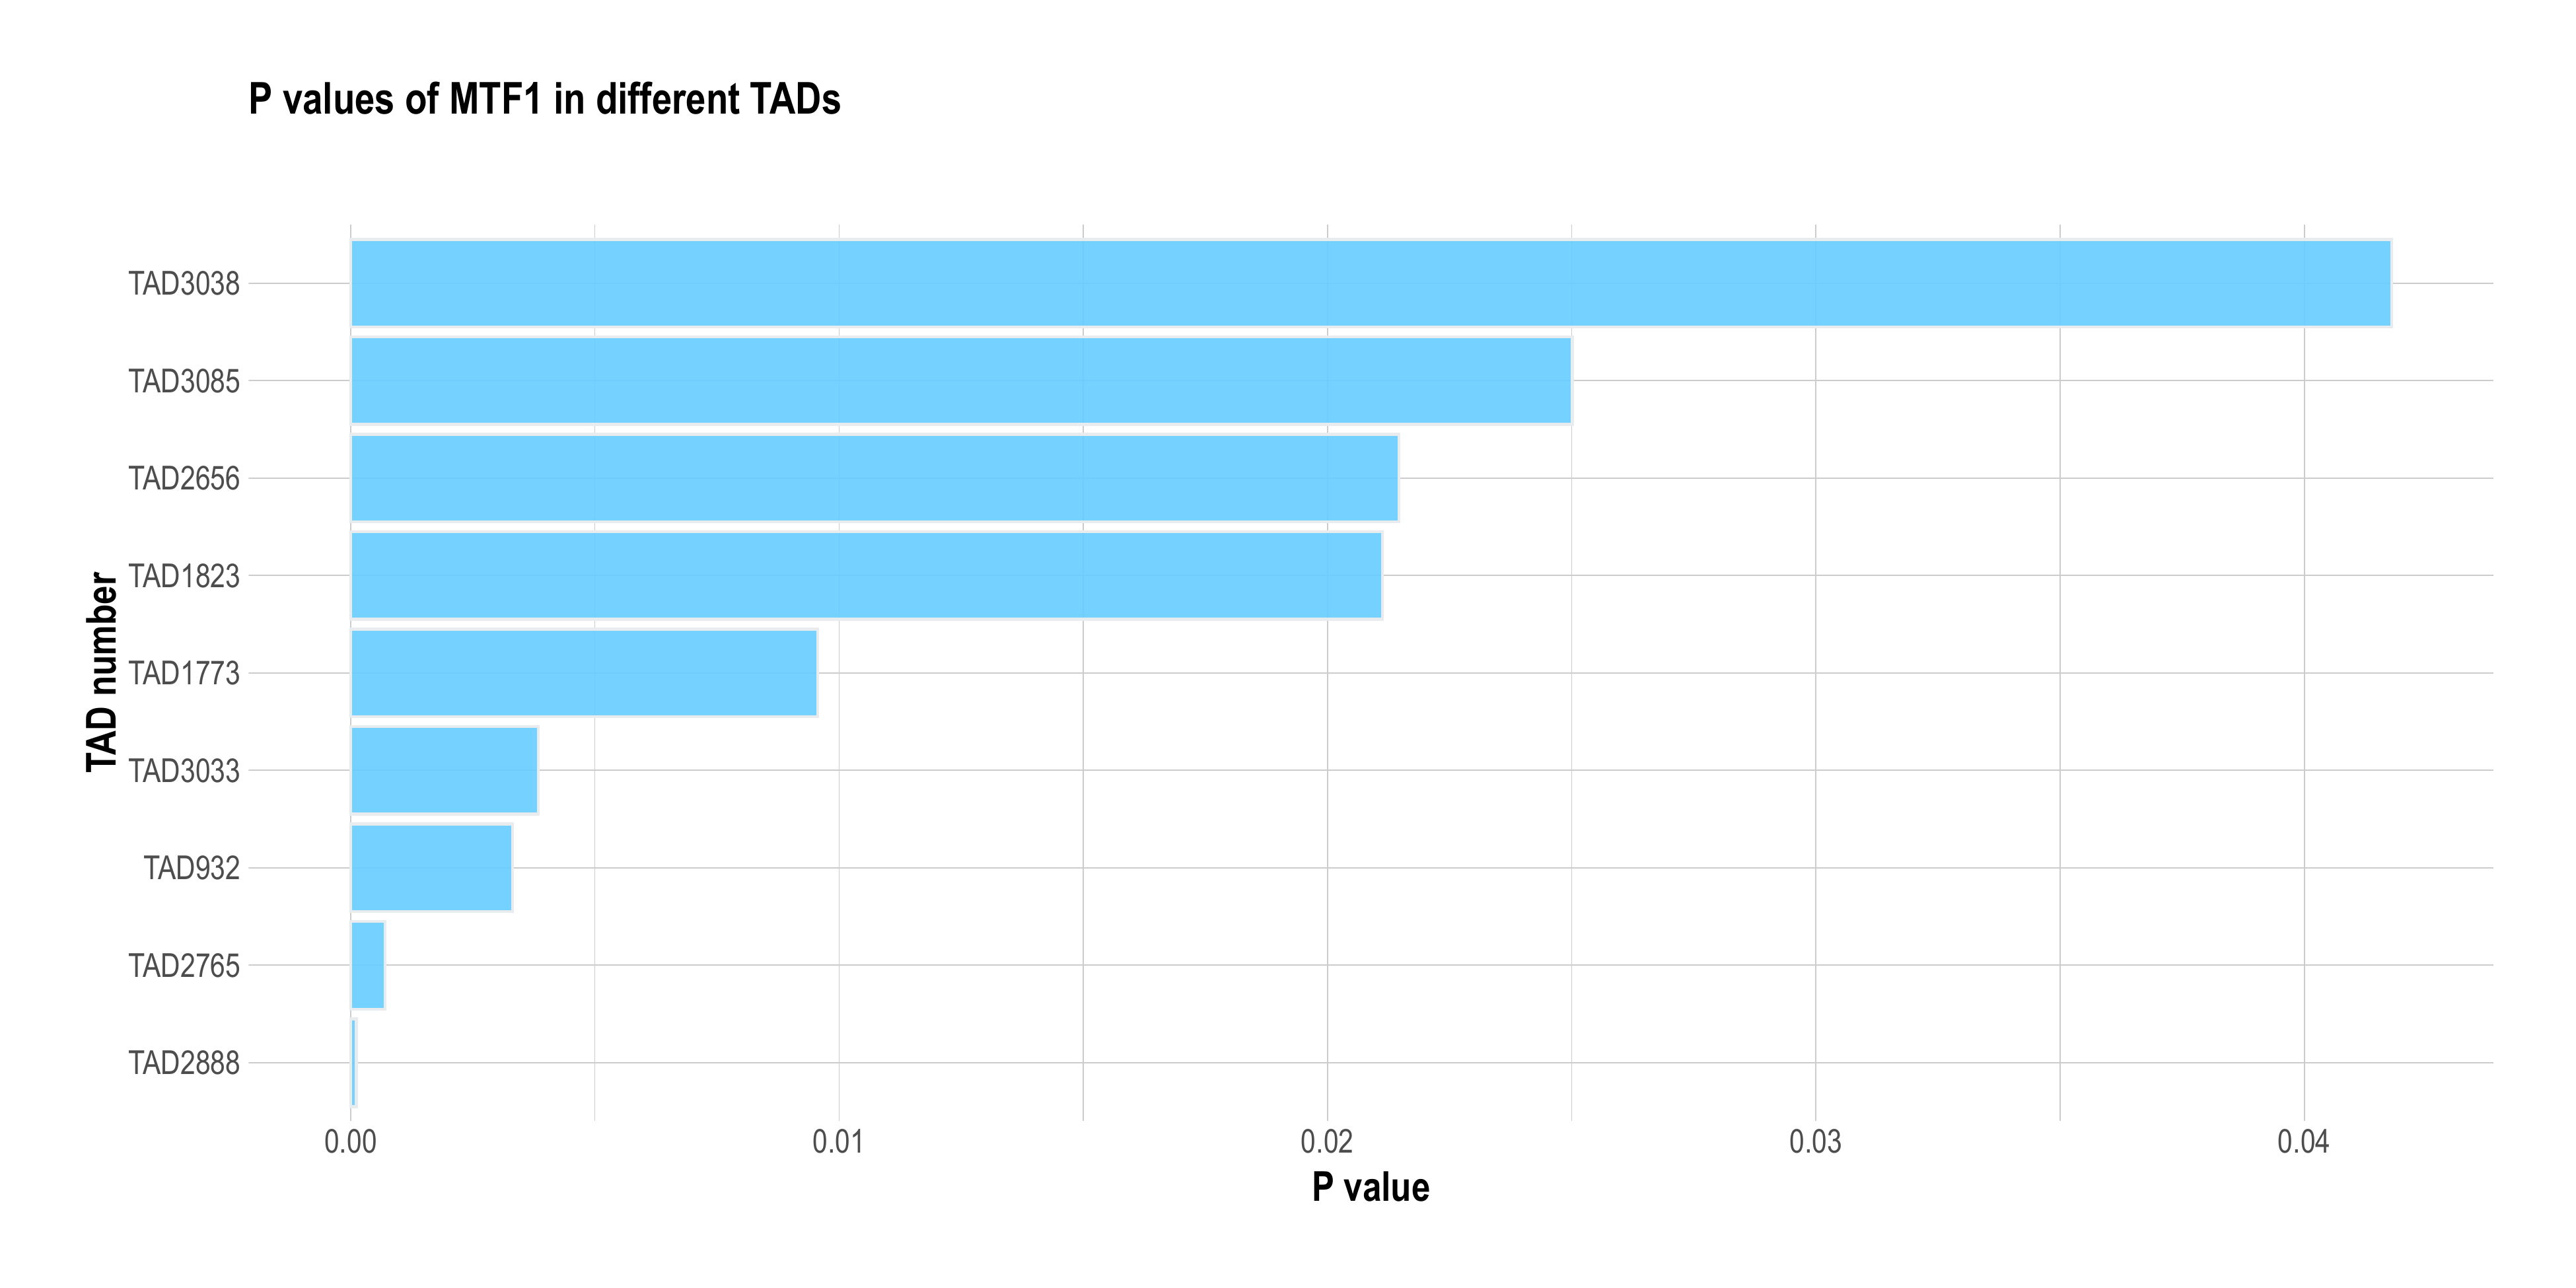 P values of MTF1 in different TADs
TAD number
TAD3038
TAD3085
TAD2656
TAD1823
TAD1773
TAD3033
TAD932
TAD2765
TAD2888
0.00 0.01 0.02 0.03 0.04
P value